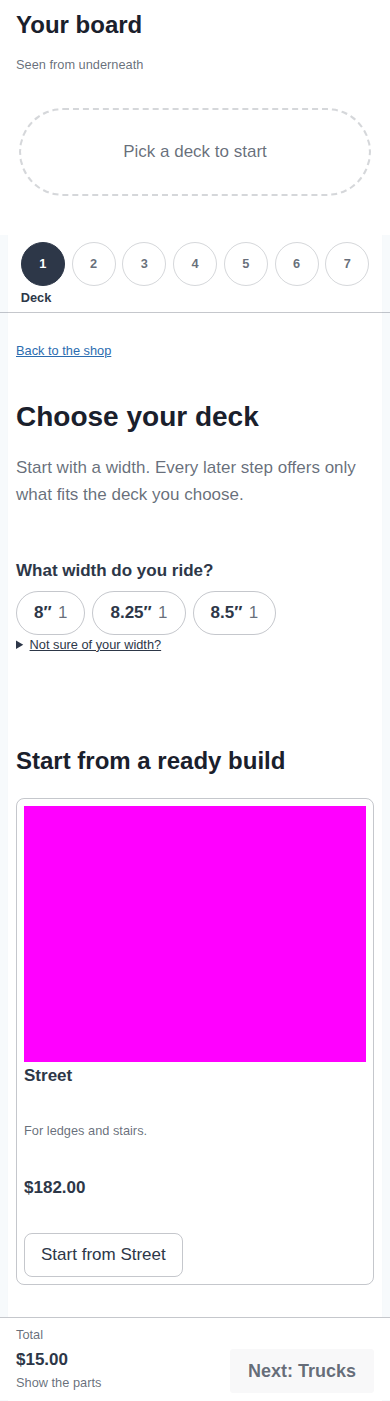 Your board
Seen from underneath
Pick a deck to start
1 2 3 4 5 6 7
Deck
Back to the shop
Choose your deck
Start with a width. Every later step offers only
what fits the deck you choose.
What width do you ride?
8″ 1 8.25″ 1 8.5″ 1
Not sure of your width?
Start from a ready build
Street
For ledges and stairs.
$182.00
Start from Street
Total
$15.00
Show the parts
Next: Trucks